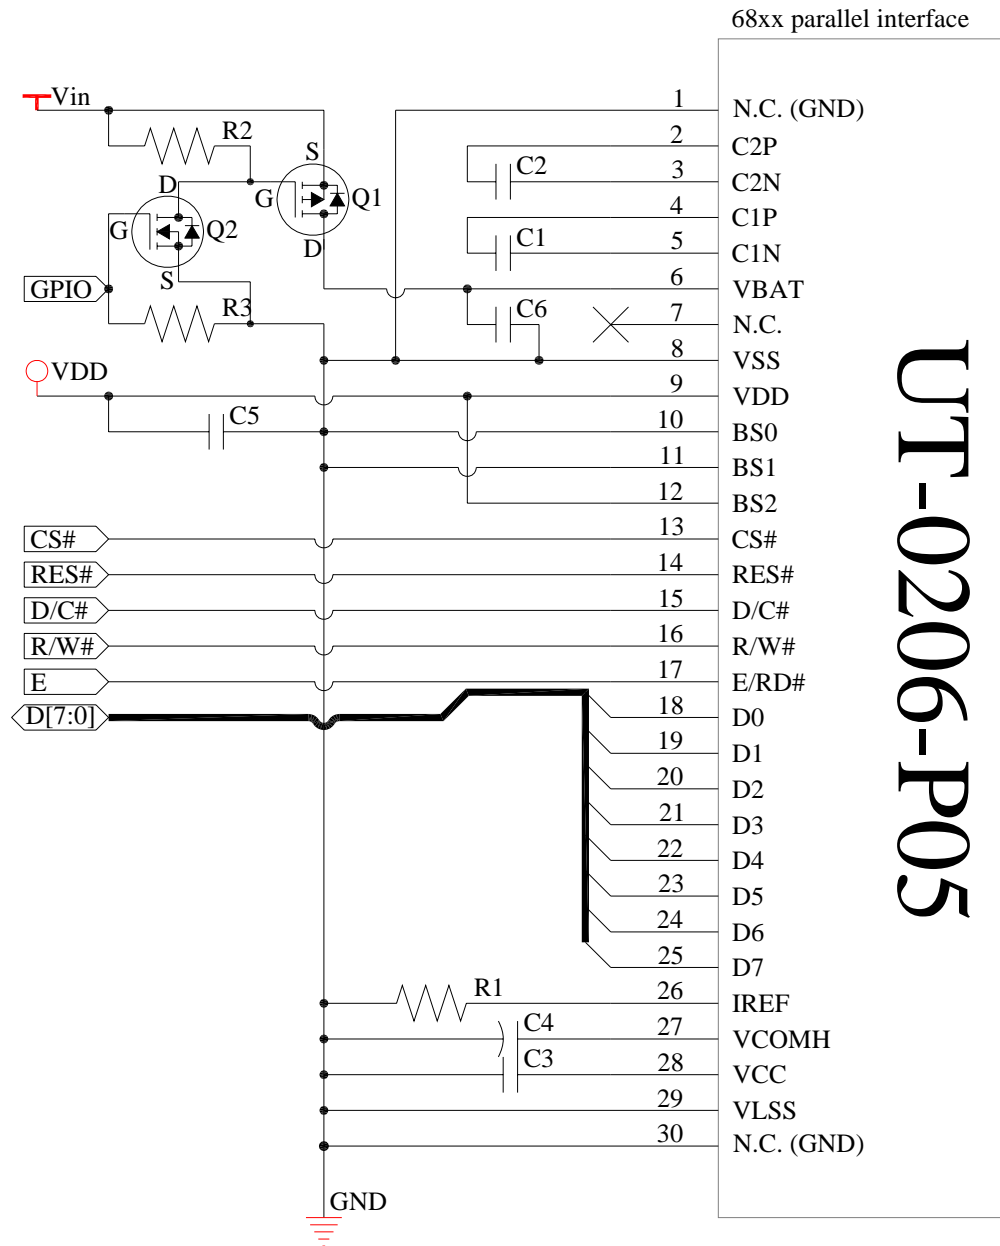 68xx parallel interface
Vin
R2
S
G
Q1
D
D
G
Q2
S
GPIO
R3
VDD
C5
C2
C1
C6
1 N.C. (GND)
2 C2P
3 C2N
4 C1P
5 C1N
6 VBAT
7 N.C.
8 VSS
9 VDD
10 BS0
11 BS1
12 BS2
CS# 13 CS#
RES# 14 RES#
D/C# 15 D/C#
R/W# 16 R/W#
E 17 E/RD#
D[7:0] 18 D0
19 D1
20 D2
21 D3
22 D4
23 D5
24 D6
25 D7
R1 26 IREF
C4 27 VCOMH
C3 28 VCC
29 VLSS
30 N.C. (GND)
GND
UT-0206-P05